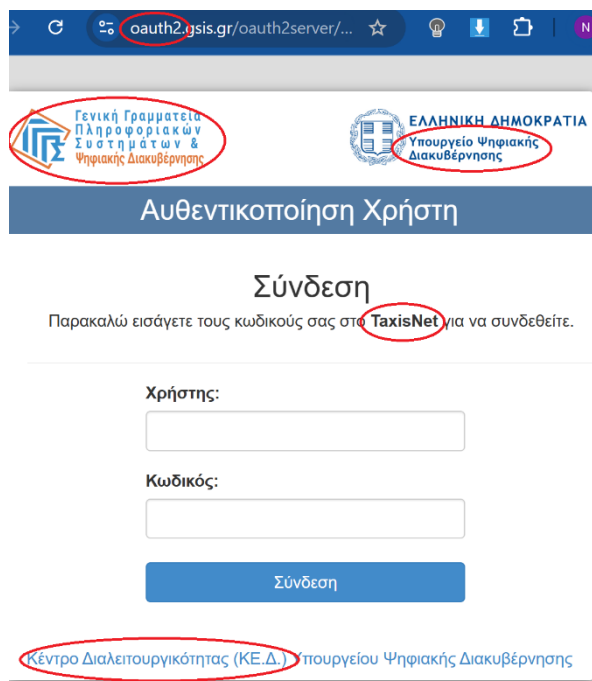 oauth2.gsis.gr/oauth2server/...
N
Γενική Γραμματεία
Πληροφοριακών
Συστημάτων &
Ψηφιακής Διακυβέρνησης
ΕΛΛΗΝΙΚΗ ΔΗΜΟΚΡΑΤΙΑ
Υπουργείο Ψηφιακής
Διακυβέρνησης
Αυθεντικοποίηση Χρήστη
Σύνδεση
Παρακαλώ εισάγετε τους κωδικούς σας στο TaxisNet για να συνδεθείτε.
Χρήστης:
Κωδικός:
Σύνδεση
Κέντρο Διαλειτουργικότητας (ΚΕ.Δ.) Υπουργείου Ψηφιακής Διακυβέρνησης